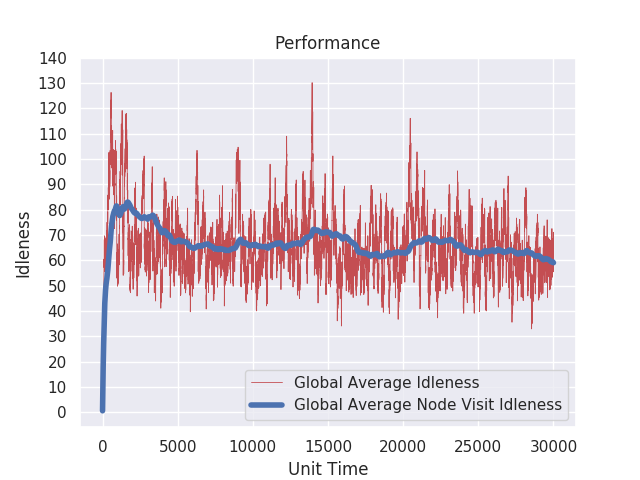 Performance
140
130
120
110
100
90
80
70
60
50
40
30
20
10
0
Idleness
Global Average Idleness
Global Average Node Visit Idleness
0 5000 10000 15000 20000 25000 30000
Unit Time